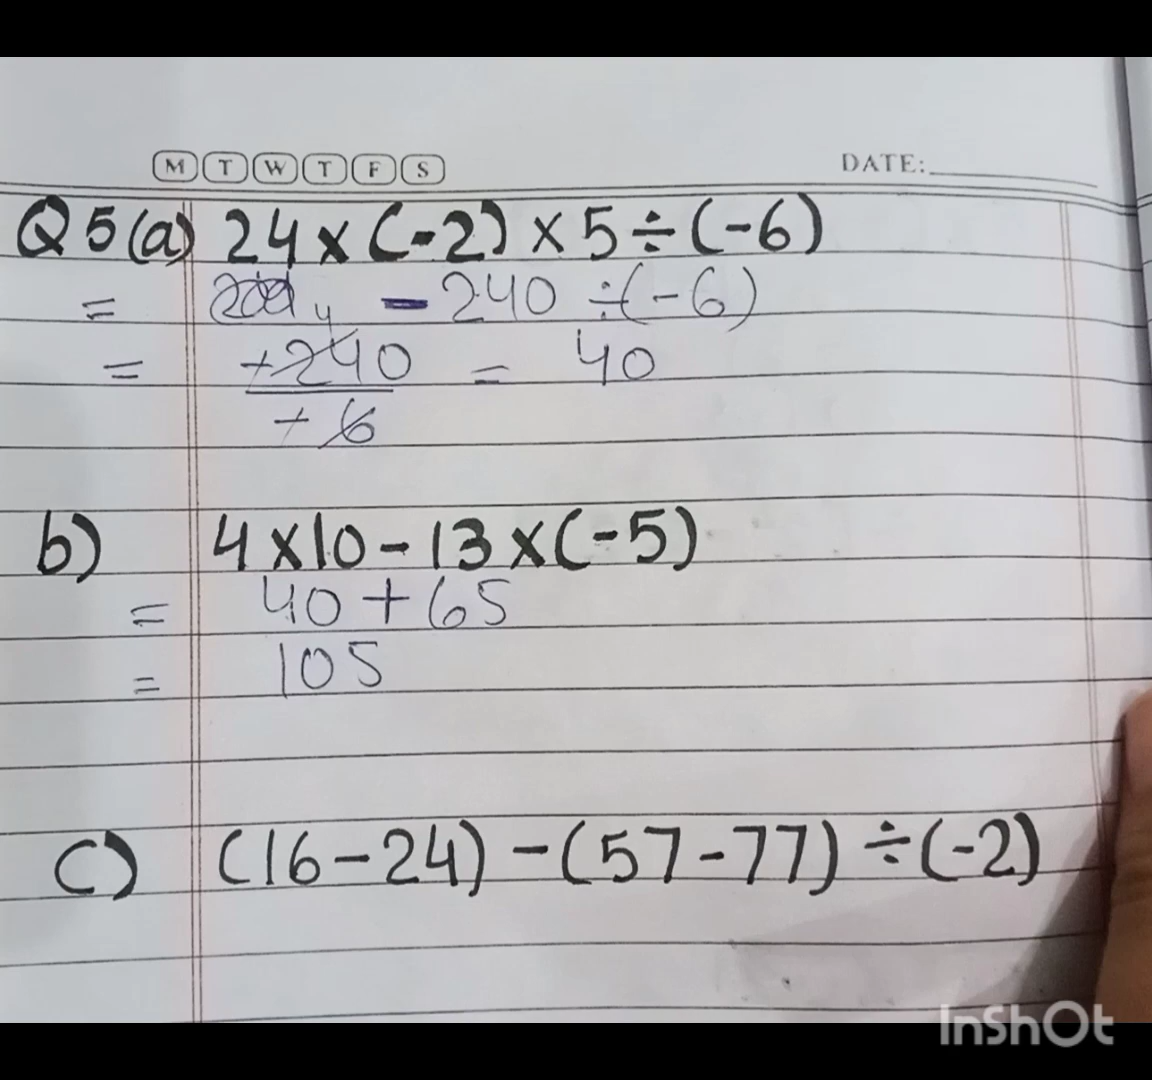 M T W T F S
DATE:
Q5(a) 24×(-2)×5÷(-6)
= - 240 ÷(-6)
4
= +240 = 40
+ 6
b) 4×10-13×(-5)
= 40+65
= 105
c) (16-24)-(57-77)÷(-2)
InShOt